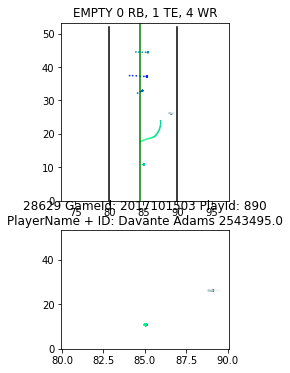 EMPTY 0 RB, 1 TE, 4 WR
50
40
30
20
10
0
75 80 85 90 95
28629 GameId: 2017101503 PlayId: 890
PlayerName + ID: Davante Adams 2543495.0
40
20
0
80.0 82.5 85.0 87.5 90.0